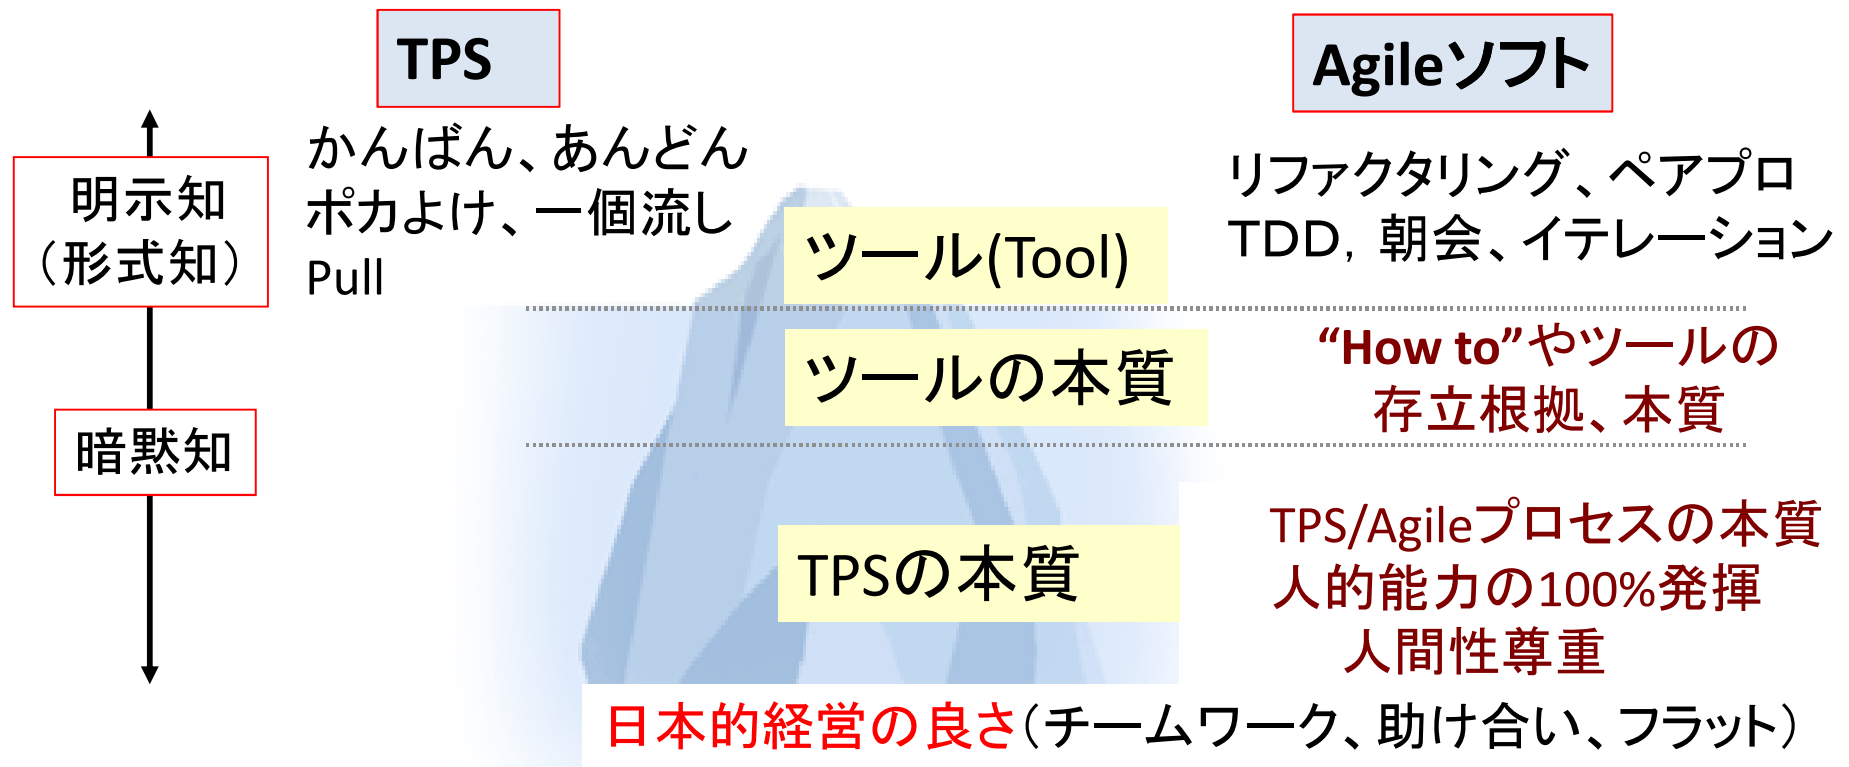 TPS
Agileソフト
かんばん、あんどん
ポカよけ、一個流し
Pull
リファクタリング、ペアプロ
TDD，朝会、イテレーション
明示知
（形式知）
暗黙知
ツール(Tool)
ツールの本質
“How to”やツールの
存立根拠、本質
TPSの本質
TPS/Agileプロセスの本質
人的能力の100%発揮
人間性尊重
日本的経営の良さ（チームワーク、助け合い、フラット）